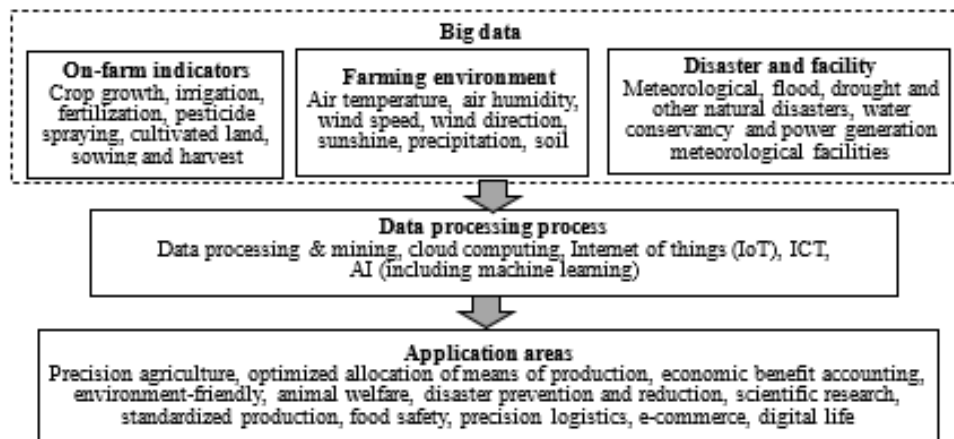 Big data
On-farm indicators
Crop growth, irrigation,
fertilization, pesticide
spraying, cultivated land,
sowing and harvest
Farming environment
Air temperature, air humidity,
wind speed, wind direction,
sunshine, precipitation, soil
Disaster and facility
Meteorological, flood, drought and
other natural disasters, water
conservancy and power generation
meteorological facilities
Data processing process
Data processing & mining, cloud computing, Internet of things (IoT), ICT,
AI (including machine learning)
Application areas
Precision agriculture, optimized allocation of means of production, economic benefit accounting,
environment-friendly, animal welfare, disaster prevention and reduction, scientific research,
standardized production, food safety, precision logistics, e-commerce, digital life